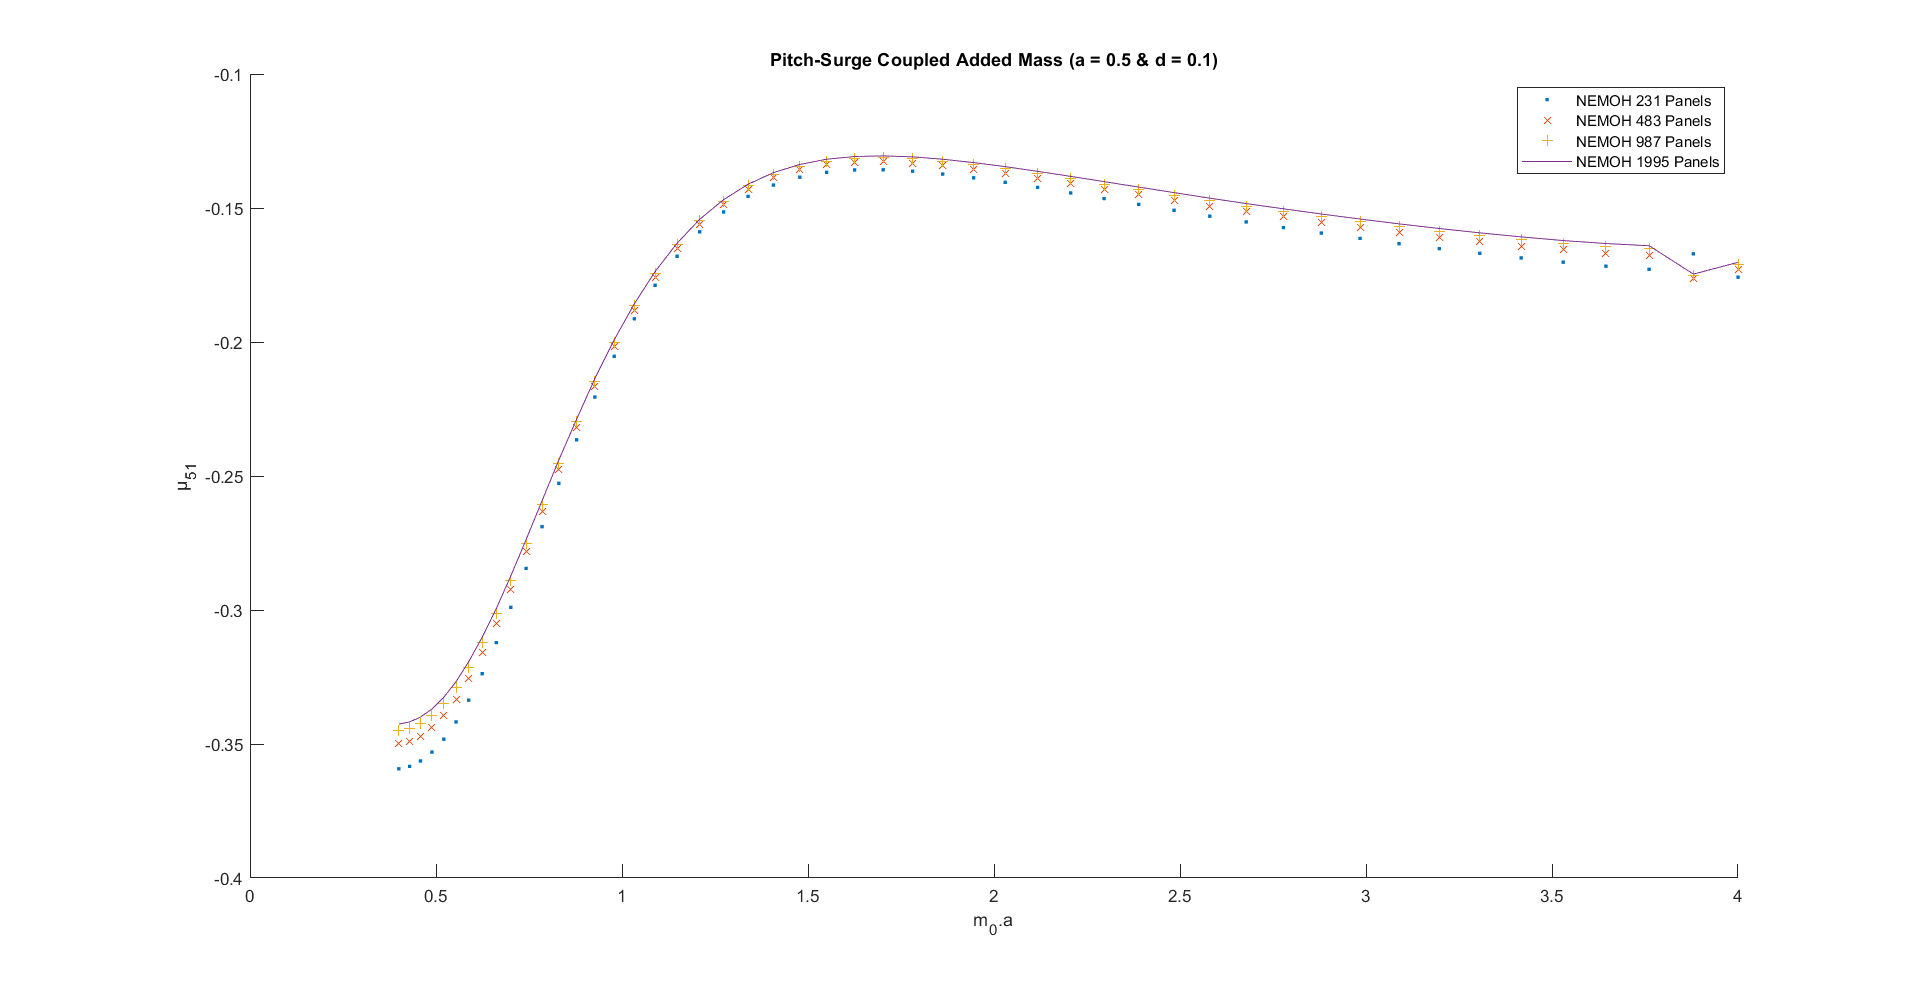 Pitch-Surge Coupled Added Mass (a = 0.5 & d = 0.1)
NEMOH 231 Panels
NEMOH 483 Panels
NEMOH 987 Panels
NEMOH 1995 Panels
-0.1
-0.15
-0.2
-0.25
-0.3
-0.35
-0.4
μ51
0 0.5 1 1.5 2 2.5 3 3.5 4
m0.a